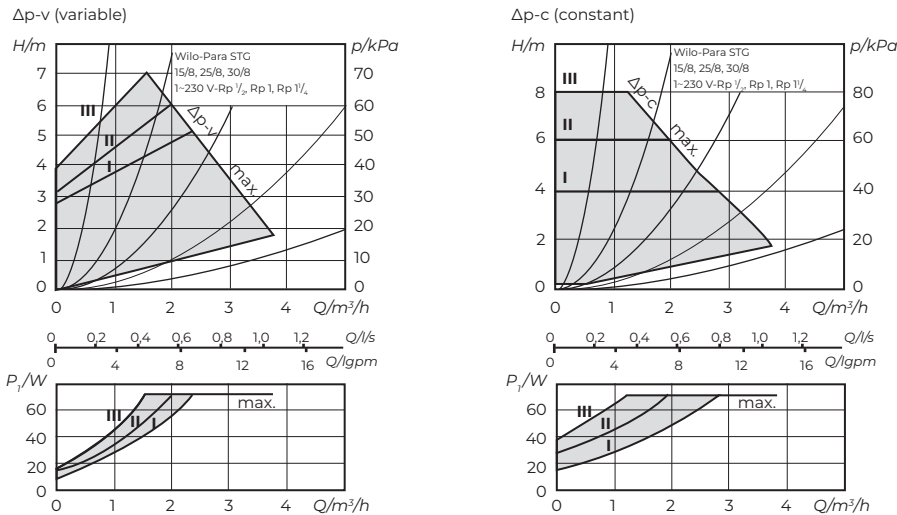 Δp-v (variable)
H/m
p/kPa
Wilo-Para STG
15/8, 25/8, 30/8
1~230 V-Rp 1/2, Rp 1, Rp 1 1/4
7
70
6
60
5
50
4
40
3
30
2
20
1
10
0
0
III
II
I
Δp-v
max.
0
1
2
3
4
Q/m³/h
0
0,2
0,4
0,6
0,8
1,0
1,2
Q/l/s
0
4
8
12
16
Q/Igpm
P₁/W
60
40
20
0
III
II
I
max.
0
1
2
3
4
Q/m³/h
Δp-c (constant)
H/m
p/kPa
Wilo-Para STG
15/8, 25/8, 30/8
1~230 V-Rp 1/2, Rp 1, Rp 1 1/4
8
80
6
60
4
40
2
20
0
0
III
II
I
Δp-c
max.
0
1
2
3
4
Q/m³/h
0
0,2
0,4
0,6
0,8
1,0
1,2
Q/l/s
0
4
8
12
16
Q/Igpm
P₁/W
60
40
20
0
III
II
I
max.
0
1
2
3
4
Q/m³/h